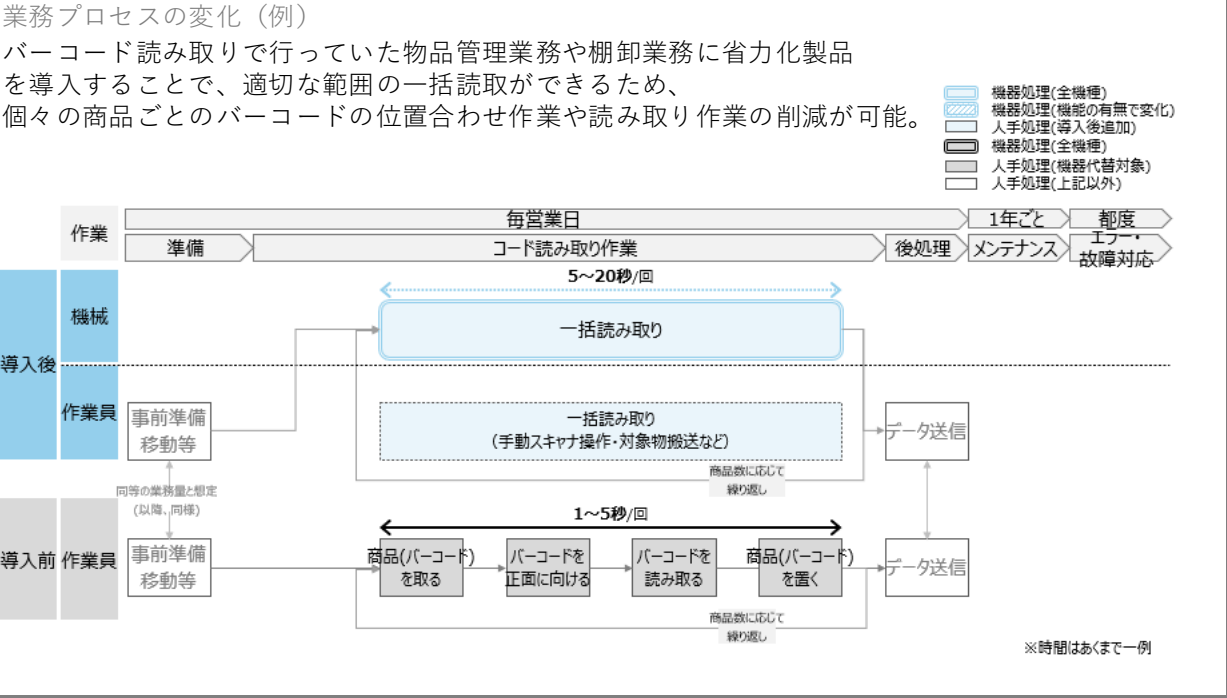 業務プロセスの変化（例）
バーコード読み取りで行っていた物品管理業務や棚卸業務に省力化製品
を導入することで、適切な範囲の一括読取ができるため、
個々の商品ごとのバーコードの位置合わせ作業や読み取り作業の削減が可能。
機器処理(全機種)
機器処理(機能の有無で変化)
人手処理(導入後追加)
機器処理(全機種)
人手処理(機器代替対象)
人手処理(上記以外)
作業
毎営業日
1年ごと
都度
準備
コード読み取り作業
後処理
メンテナンス
エラー・
故障対応
導入後
機械
5～20秒/回
一括読み取り
作業員
事前準備
移動等
一括読み取り
(手動スキャナ操作・対象物搬送など)
データ送信
商品数に応じて
繰り返し
同等の業務量と想定
(以降、同様)
導入前
作業員
1～5秒/回
事前準備
移動等
商品(バーコード)
を取る
バーコードを
正面に向ける
バーコードを
読み取る
商品(バーコード)
を置く
データ送信
商品数に応じて
繰り返し
※時間はあくまで一例